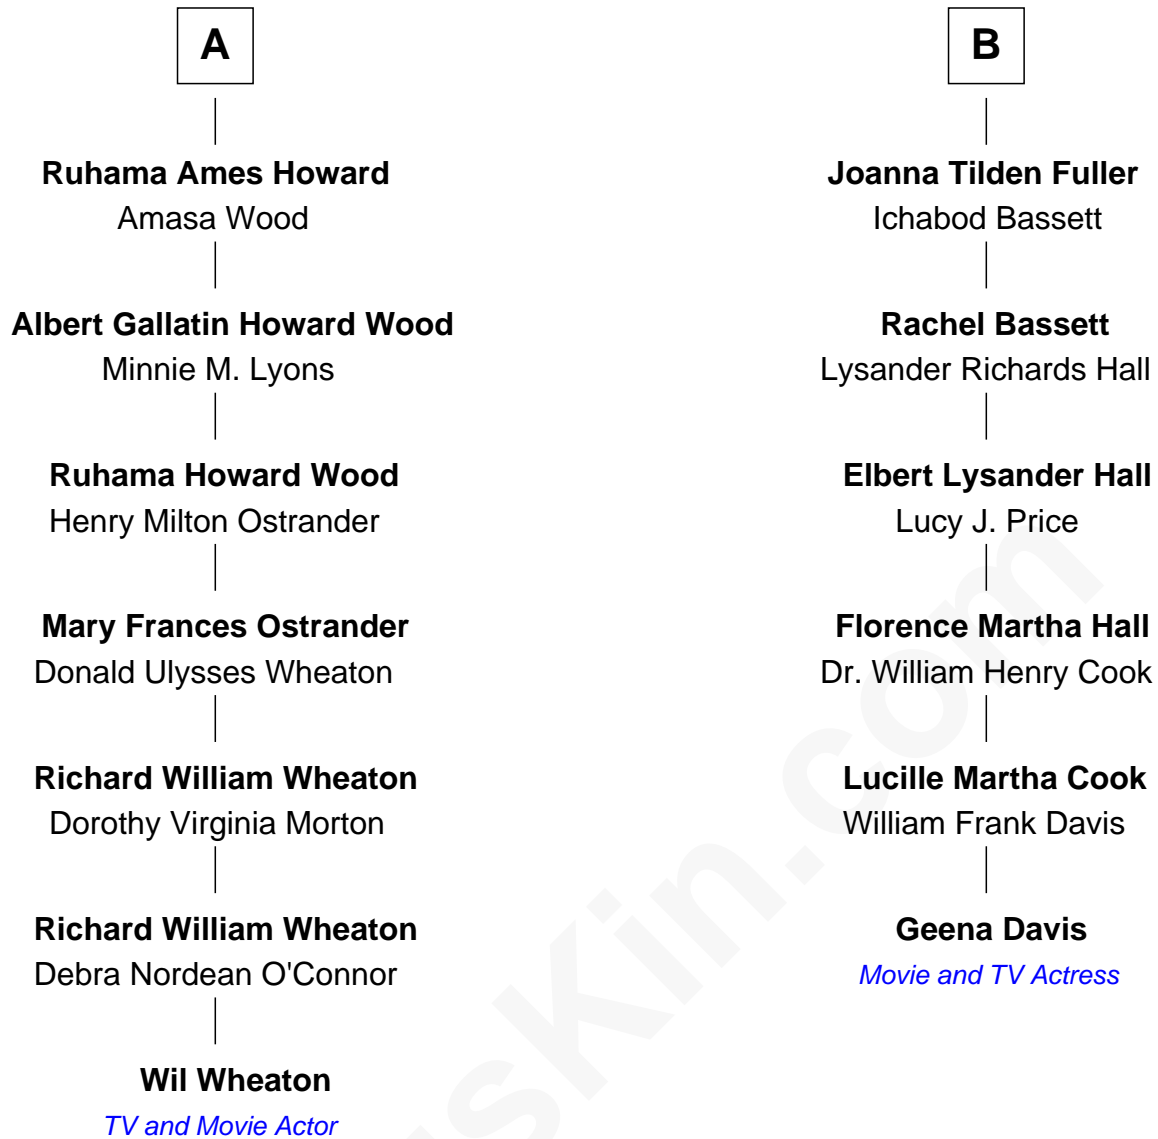 A
Ruhama Ames Howard
Amasa Wood
Albert Gallatin Howard Wood
Minnie M. Lyons
Ruhama Howard Wood
Henry Milton Ostrander
Mary Frances Ostrander
Donald Ulysses Wheaton
Richard William Wheaton
Dorothy Virginia Morton
Richard William Wheaton
Debra Nordean O'Connor
Wil Wheaton
TV and Movie Actor
B
Joanna Tilden Fuller
Ichabod Bassett
Rachel Bassett
Lysander Richards Hall
Elbert Lysander Hall
Lucy J. Price
Florence Martha Hall
Dr. William Henry Cook
Lucille Martha Cook
William Frank Davis
Geena Davis
Movie and TV Actress